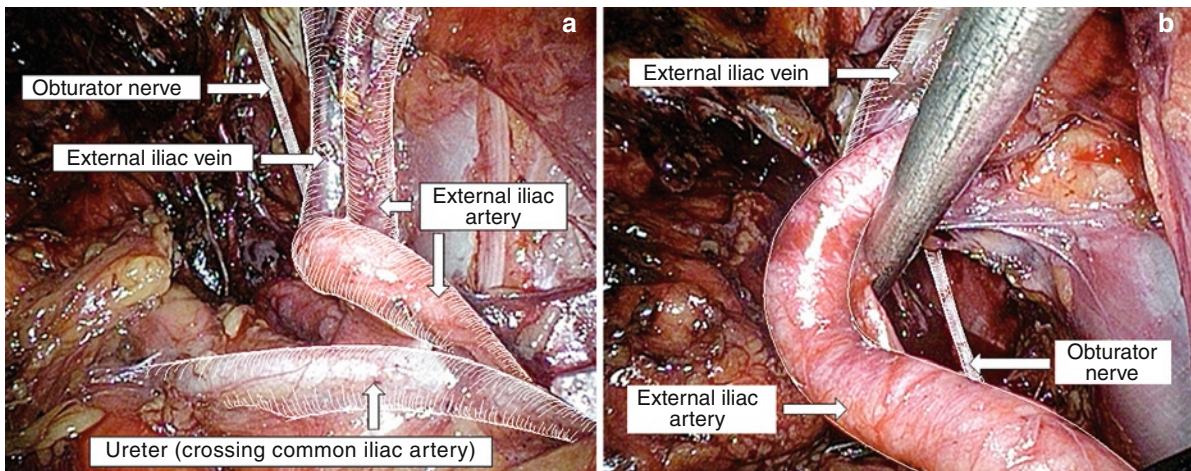 a
Obturator nerve
External iliac vein
External iliac
artery
Ureter (crossing common iliac artery)
b
External iliac vein
Obturator
nerve
External iliac
artery